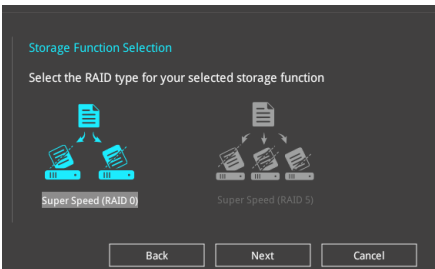 Storage Function Selection
Select the RAID type for your selected storage function
Super Speed (RAID 0)
Super Speed (RAID 5)
Back
Next
Cancel